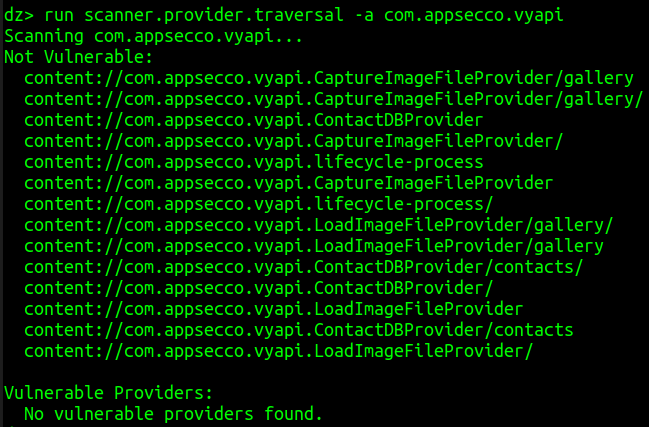 dz> run scanner.provider.traversal -a com.appsecco.vyapi
Scanning com.appsecco.vyapi...
Not Vulnerable:
  content://com.appsecco.vyapi.CaptureImageFileProvider/gallery
  content://com.appsecco.vyapi.CaptureImageFileProvider/gallery/
  content://com.appsecco.vyapi.ContactDBProvider
  content://com.appsecco.vyapi.CaptureImageFileProvider/
  content://com.appsecco.vyapi.lifecycle-process
  content://com.appsecco.vyapi.CaptureImageFileProvider
  content://com.appsecco.vyapi.lifecycle-process/
  content://com.appsecco.vyapi.LoadImageFileProvider/gallery/
  content://com.appsecco.vyapi.LoadImageFileProvider/gallery
  content://com.appsecco.vyapi.ContactDBProvider/contacts/
  content://com.appsecco.vyapi.ContactDBProvider/
  content://com.appsecco.vyapi.LoadImageFileProvider
  content://com.appsecco.vyapi.ContactDBProvider/contacts
  content://com.appsecco.vyapi.LoadImageFileProvider/

Vulnerable Providers:
  No vulnerable providers found.